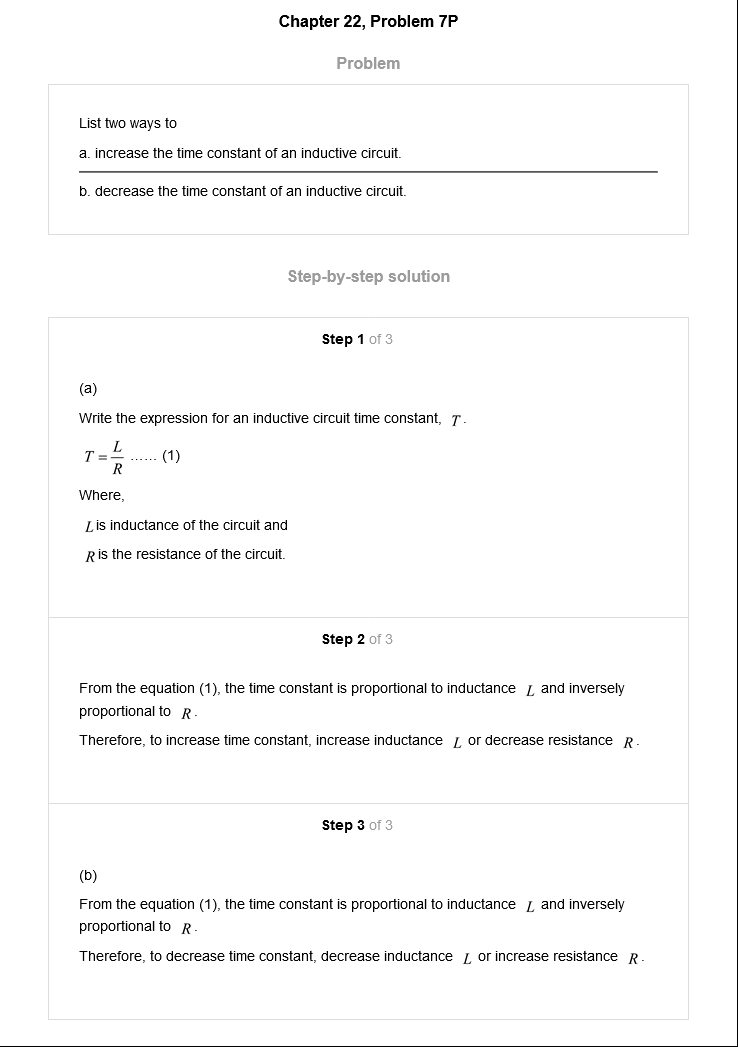 Chapter 22, Problem 7P
Problem
List two ways to
a. increase the time constant of an inductive circuit.
b. decrease the time constant of an inductive circuit.
Step-by-step solution
Step 1 of 3
(a)
Write the expression for an inductive circuit time constant, T.
T = L/R ...... (1)
Where,
L is inductance of the circuit and
R is the resistance of the circuit.
Step 2 of 3
From the equation (1), the time constant is proportional to inductance L and inversely
proportional to R.
Therefore, to increase time constant, increase inductance L or decrease resistance R.
Step 3 of 3
(b)
From the equation (1), the time constant is proportional to inductance L and inversely
proportional to R.
Therefore, to decrease time constant, decrease inductance L or increase resistance R.